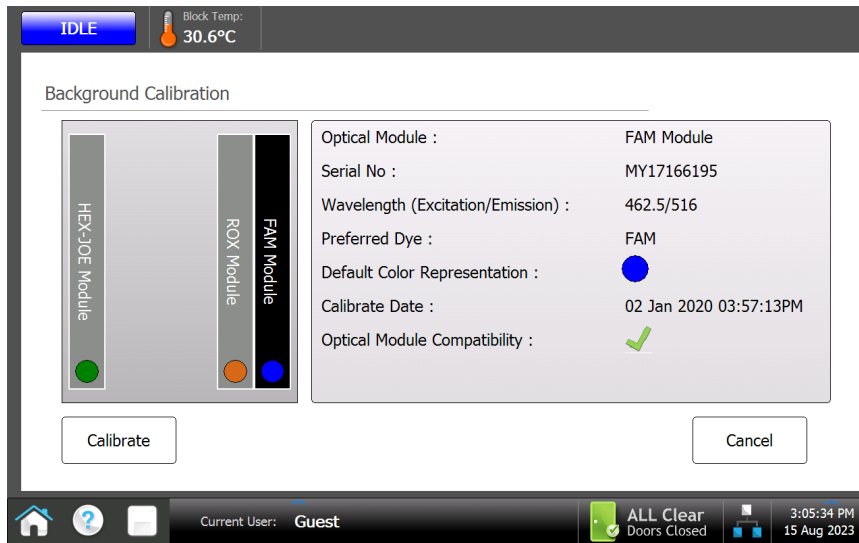 IDLE
Block Temp:
30.6°C
Background Calibration
HEX-JOE Module
ROX Module
FAM Module
Optical Module : FAM Module
Serial No : MY17166195
Wavelength (Excitation/Emission) : 462.5/516
Preferred Dye : FAM
Default Color Representation :
Calibrate Date : 02 Jan 2020 03:57:13PM
Optical Module Compatibility :
Calibrate
Cancel
?
Current User: Guest
ALL Clear
Doors Closed
3:05:34 PM
15 Aug 2023